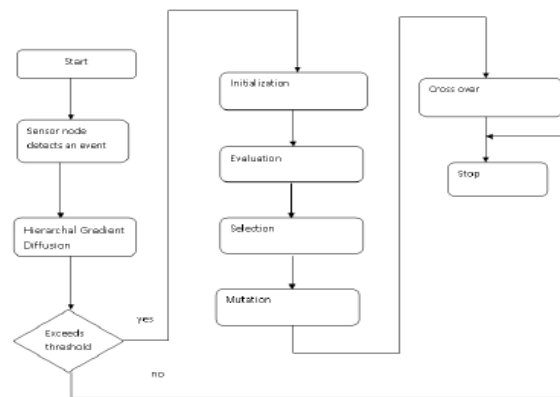 Start
Sensor node
detects an event
Hierarchal Gradient
Diffusion
Exceeds
threshold
yes
no
Initialization
Evaluation
Selection
Mutation
Cross over
Stop